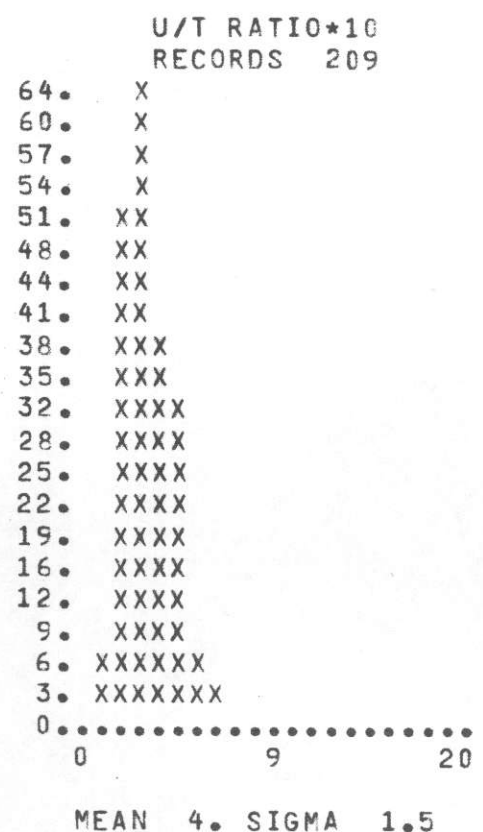 U/T RATIO*10
RECORDS 209
64. X
60. X
57. X
54. X
51. XX
48. XX
44. XX
41. XX
38. XXX
35. XXX
32. XXXX
28. XXXX
25. XXXX
22. XXXX
19. XXXX
16. XXXX
12. XXXX
9. XXXX
6. XXXXXX
3. XXXXXXX
0......................
0 9 20
MEAN 4. SIGMA 1.5